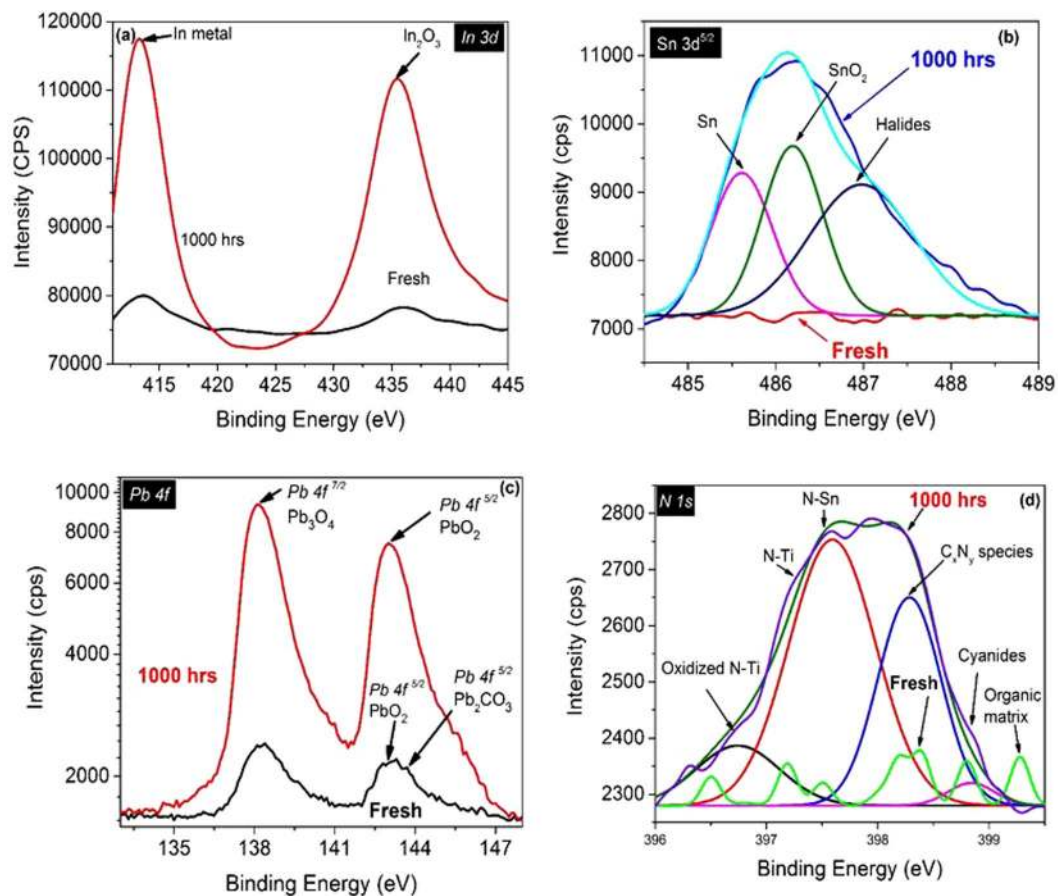 (a)
In 3d
In metal
In₂O₃
1000 hrs
Fresh
120000
110000
100000
90000
80000
70000
Intensity (CPS)
415 420 425 430 435 440 445
Binding Energy (eV)
Sn 3d⁵/²
(b)
1000 hrs
SnO₂
Sn
Halides
Fresh
11000
10000
9000
8000
7000
Intensity (cps)
485 486 487 488 489
Binding Energy (eV)
Pb 4f
(c)
Pb 4f ⁷/²
Pb₃O₄
Pb 4f ⁵/²
PbO₂
1000 hrs
Pb 4f ⁵/²
PbO₂
Pb 4f ⁵/²
Pb₂CO₃
Fresh
10000
8000
6000
4000
2000
Intensity (cps)
135 138 141 144 147
Binding Energy (eV)
N 1s
(d)
N-Sn
1000 hrs
N-Ti
CₓNᵧ species
Oxidized N-Ti
Fresh
Cyanides
Organic
matrix
2800
2700
2600
2500
2400
2300
Intensity (cps)
396 397 398 399
Binding Energy (eV)